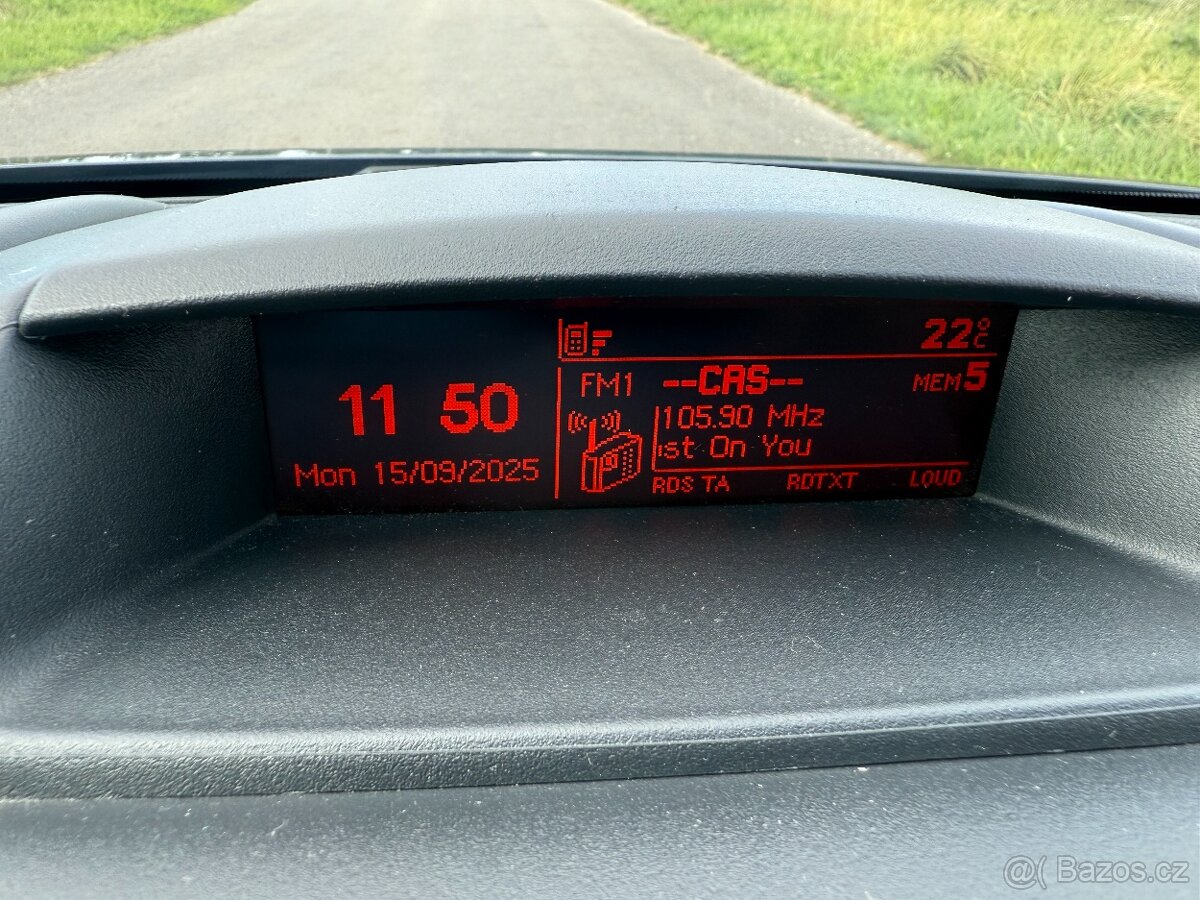 22°C
11 50
Mon 15/09/2025
FM1 --CAS-- MEM5
105.90 MHz
st On You
RDS TA RDTXT LOUD
@( Bazos.cz